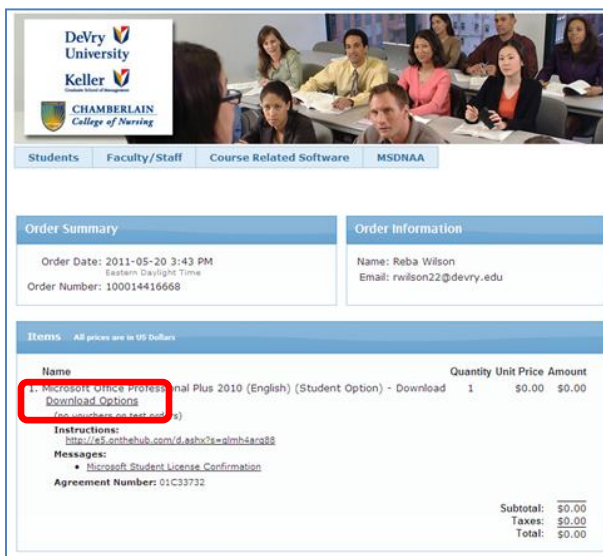 DeVry
University
Keller
Graduate School of Management
CHAMBERLAIN
College of Nursing
Students Faculty/Staff Course Related Software MSDNAA
Order Summary
Order Date: 2011-05-20 3:43 PM
Eastern Daylight Time
Order Number: 100014416668
Order Information
Name: Reba Wilson
Email: rwilson22@devry.edu
Items All prices are in US Dollars
Name Quantity Unit Price Amount
1. Microsoft Office Professional Plus 2010 (English) (Student Option) - Download 1 $0.00 $0.00
Download Options
(no vouchers on test orders)
Instructions:
http://e5.onthehub.com/d.ashx?s=glmh4arq88
Messages:
• Microsoft Student License Confirmation
Agreement Number: 01C33732
Subtotal: $0.00
Taxes: $0.00
Total: $0.00